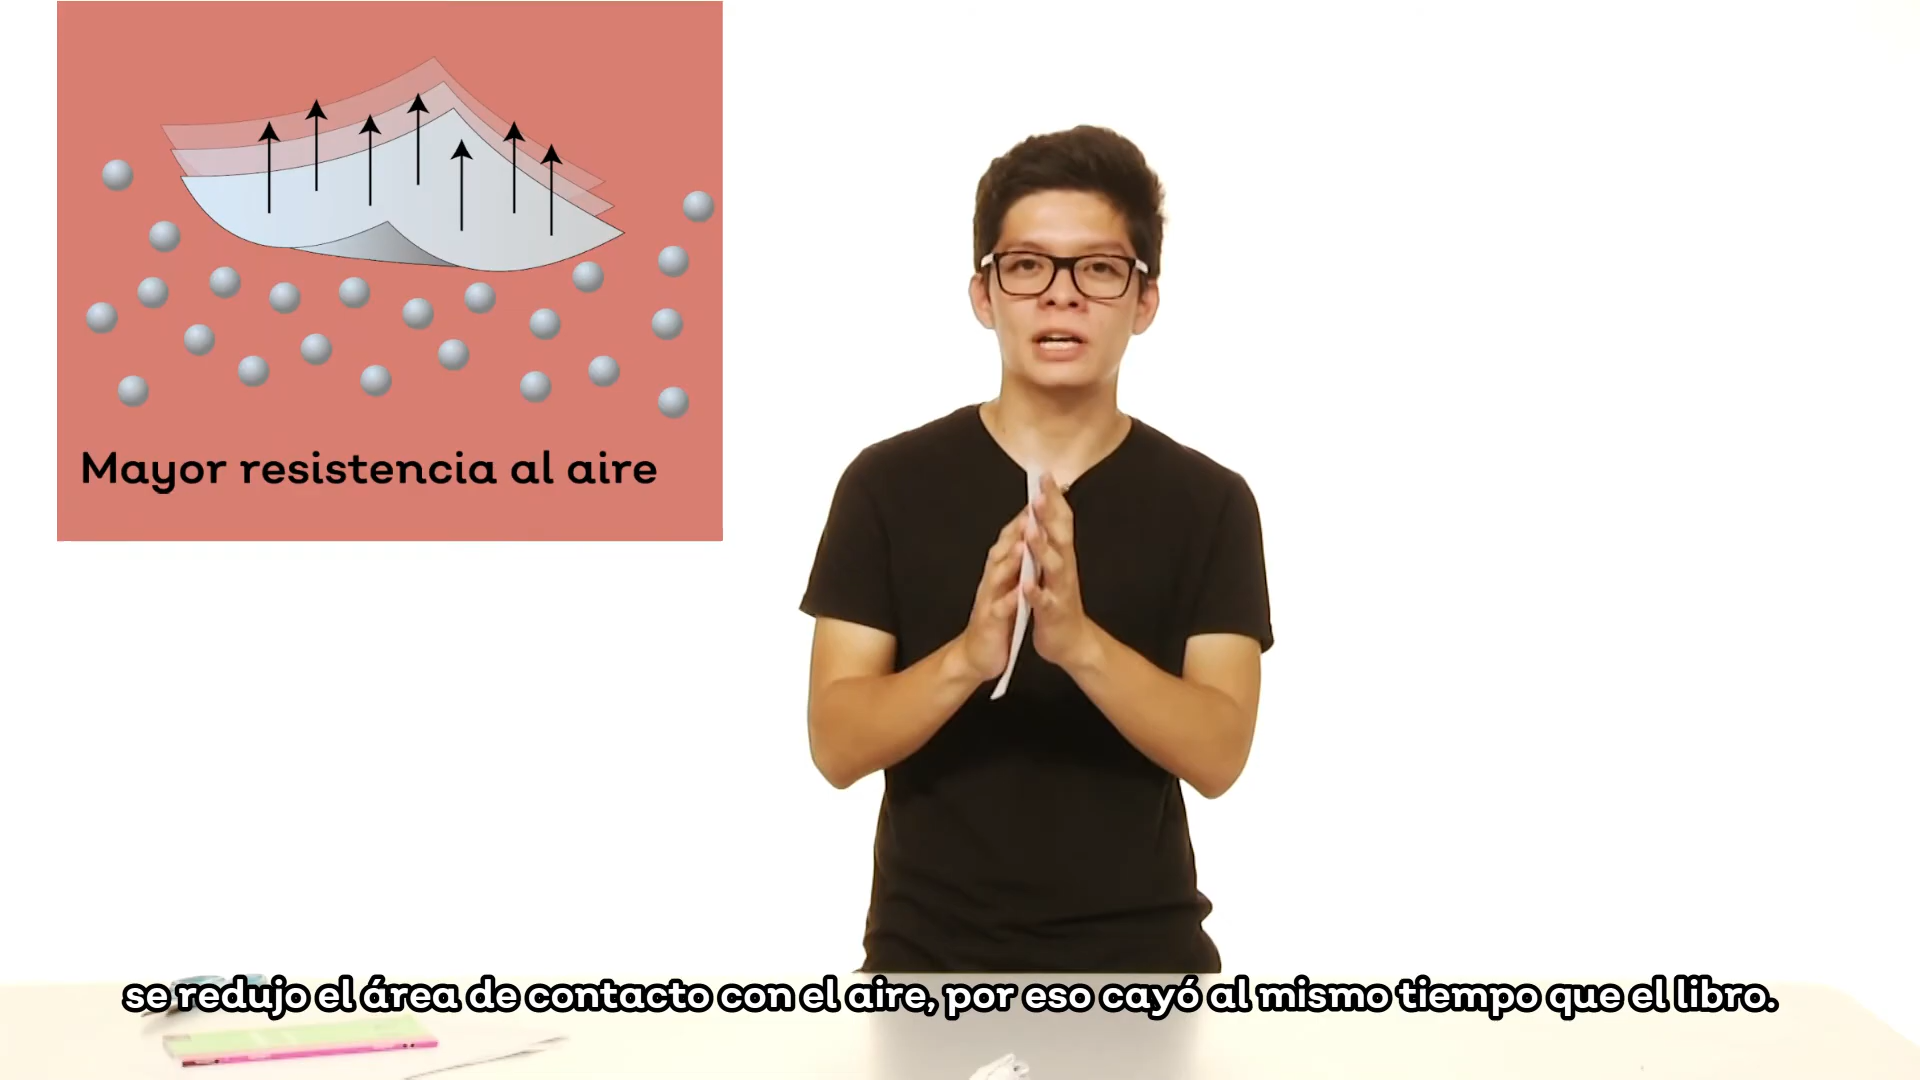 Mayor resistencia al aire
se redujo el área de contacto con el aire, por eso cayó al mismo tiempo que el libro.